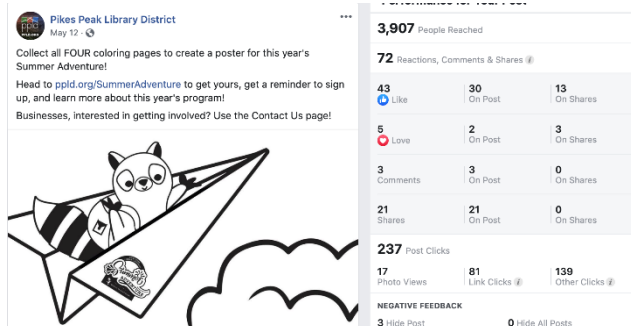 Pikes Peak Library District
May 12 ·
Collect all FOUR coloring pages to create a poster for this year's
Summer Adventure!
Head to ppld.org/SummerAdventure to get yours, get a reminder to sign
up, and learn more about this year's program!
Businesses, interested in getting involved? Use the Contact Us page!
3,907 People Reached
72 Reactions, Comments & Shares
43 30 13
Like On Post On Shares
5 2 3
Love On Post On Shares
3 3 0
Comments On Post On Shares
21 21 0
Shares On Post On Shares
237 Post Clicks
17 81 139
Photo Views Link Clicks Other Clicks
NEGATIVE FEEDBACK
3 Hide Post 0 Hide All Posts